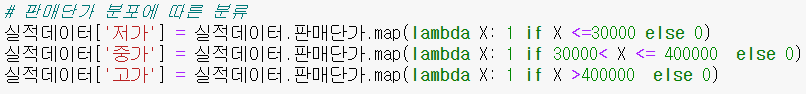 # 판매단가 분포에 따른 분류
실적데이터['저가'] = 실적데이터.판매단가.map(lambda X: 1 if X <=30000 else 0)
실적데이터['중가'] = 실적데이터.판매단가.map(lambda X: 1 if 30000< X <= 400000  else 0)
실적데이터['고가'] = 실적데이터.판매단가.map(lambda X: 1 if X >400000  else 0)